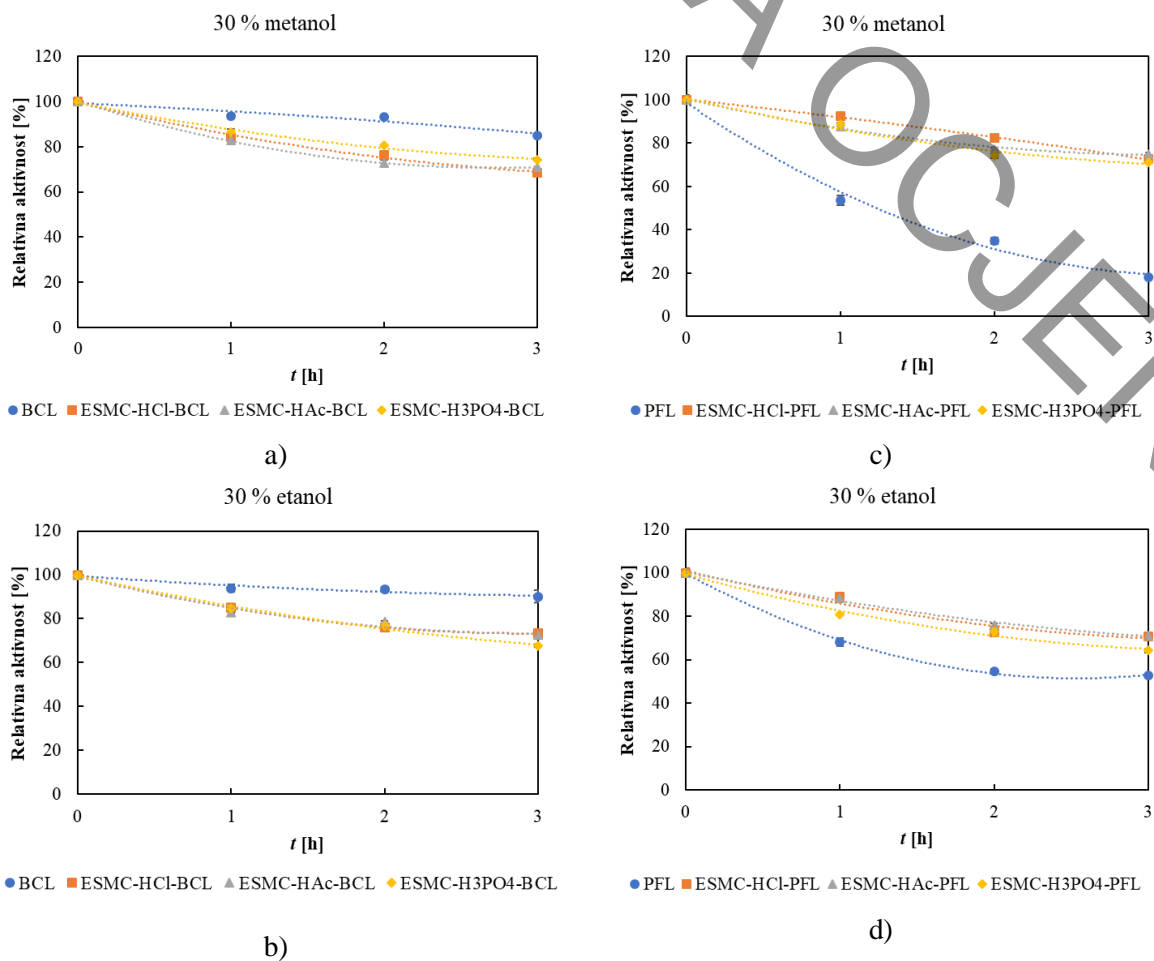 30 % metanol
Relativna aktivnost [%]
120
100
80
60
40
20
0
0 1 2 3
t [h]
BCL ESMC-HCl-BCL ESMC-HAc-BCL ESMC-H3PO4-BCL
a)
30 % metanol
Relativna aktivnost [%]
120
100
80
60
40
20
0
0 1 2 3
t [h]
PFL ESMC-HCl-PFL ESMC-HAc-PFL ESMC-H3PO4-PFL
c)
30 % etanol
Relativna aktivnost [%]
120
100
80
60
40
20
0
0 1 2 3
t [h]
BCL ESMC-HCl-BCL ESMC-HAc-BCL ESMC-H3PO4-BCL
b)
30 % etanol
Relativna aktivnost [%]
120
100
80
60
40
20
0
0 1 2 3
t [h]
PFL ESMC-HCl-PFL ESMC-HAc-PFL ESMC-H3PO4-PFL
d)